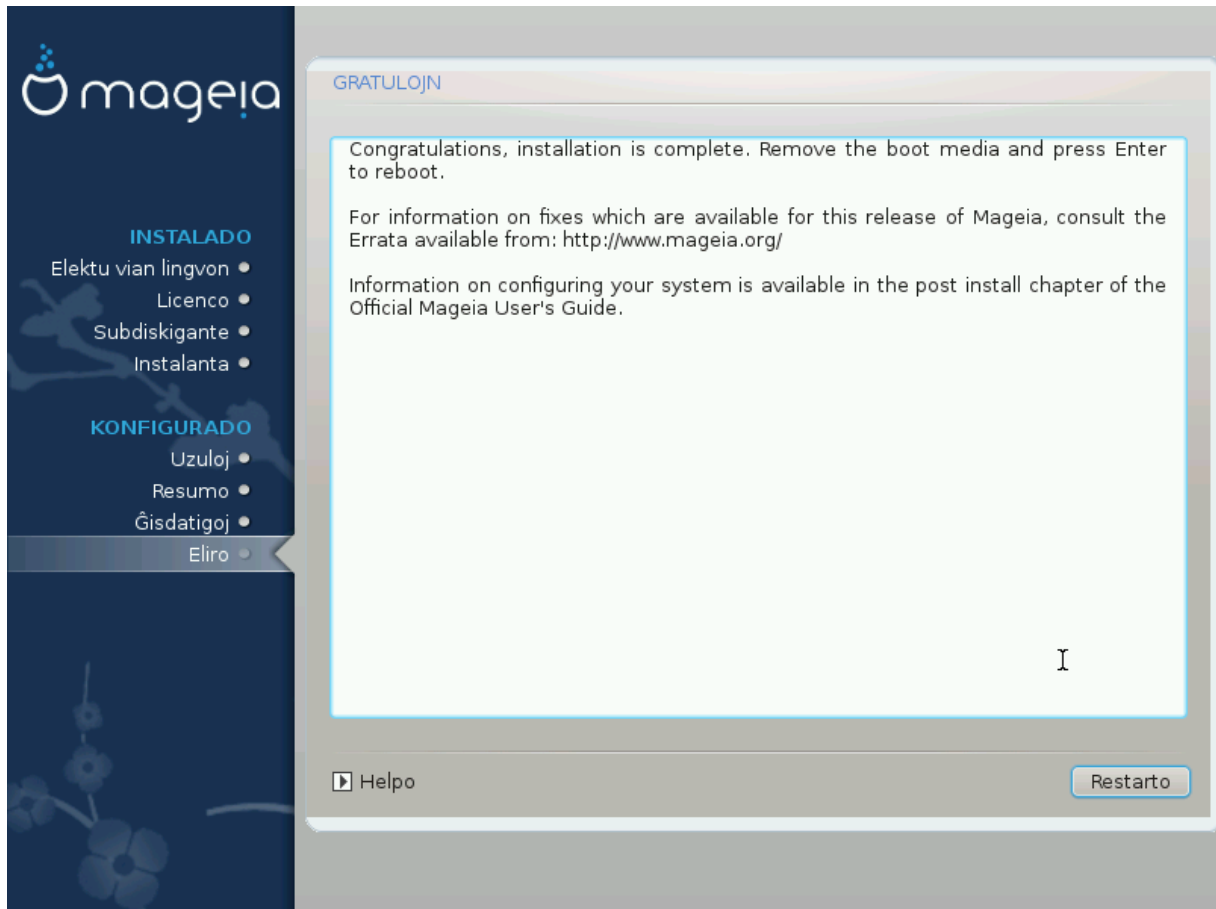 mageia
INSTALADO
Elektu vian lingvon
Licenco
Subdiskigante
Instalanta
KONFIGURADO
Uzuloj
Resumo
Ĝisdatigoj
Eliro
GRATULOJN
Congratulations, installation is complete. Remove the boot media and press Enter
to reboot.
For information on fixes which are available for this release of Mageia, consult the
Errata available from: http://www.mageia.org/
Information on configuring your system is available in the post install chapter of the
Official Mageia User's Guide.
Helpo
Restarto